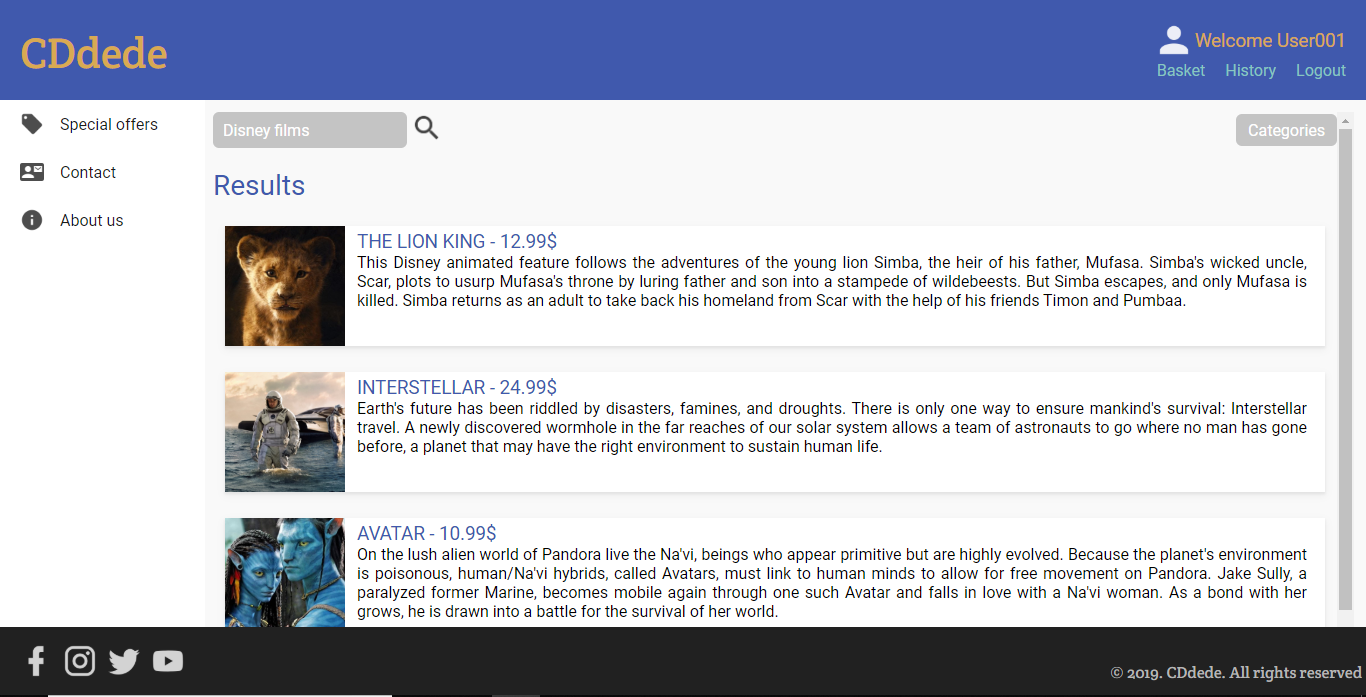 CDdede
Welcome User001
Basket History Logout
Special offers
Contact
About us
Disney films
Categories
Results
THE LION KING - 12.99$
This Disney animated feature follows the adventures of the young lion Simba, the heir of his father, Mufasa. Simba's wicked uncle,
Scar, plots to usurp Mufasa's throne by luring father and son into a stampede of wildebeests. But Simba escapes, and only Mufasa is
killed. Simba returns as an adult to take back his homeland from Scar with the help of his friends Timon and Pumbaa.
INTERSTELLAR - 24.99$
Earth's future has been riddled by disasters, famines, and droughts. There is only one way to ensure mankind's survival: Interstellar
travel. A newly discovered wormhole in the far reaches of our solar system allows a team of astronauts to go where no man has gone
before, a planet that may have the right environment to sustain human life.
AVATAR - 10.99$
On the lush alien world of Pandora live the Na'vi, beings who appear primitive but are highly evolved. Because the planet's environment
is poisonous, human/Na'vi hybrids, called Avatars, must link to human minds to allow for free movement on Pandora. Jake Sully, a
paralyzed former Marine, becomes mobile again through one such Avatar and falls in love with a Na'vi woman. As a bond with her
grows, he is drawn into a battle for the survival of her world.
© 2019. CDdede. All rights reserved